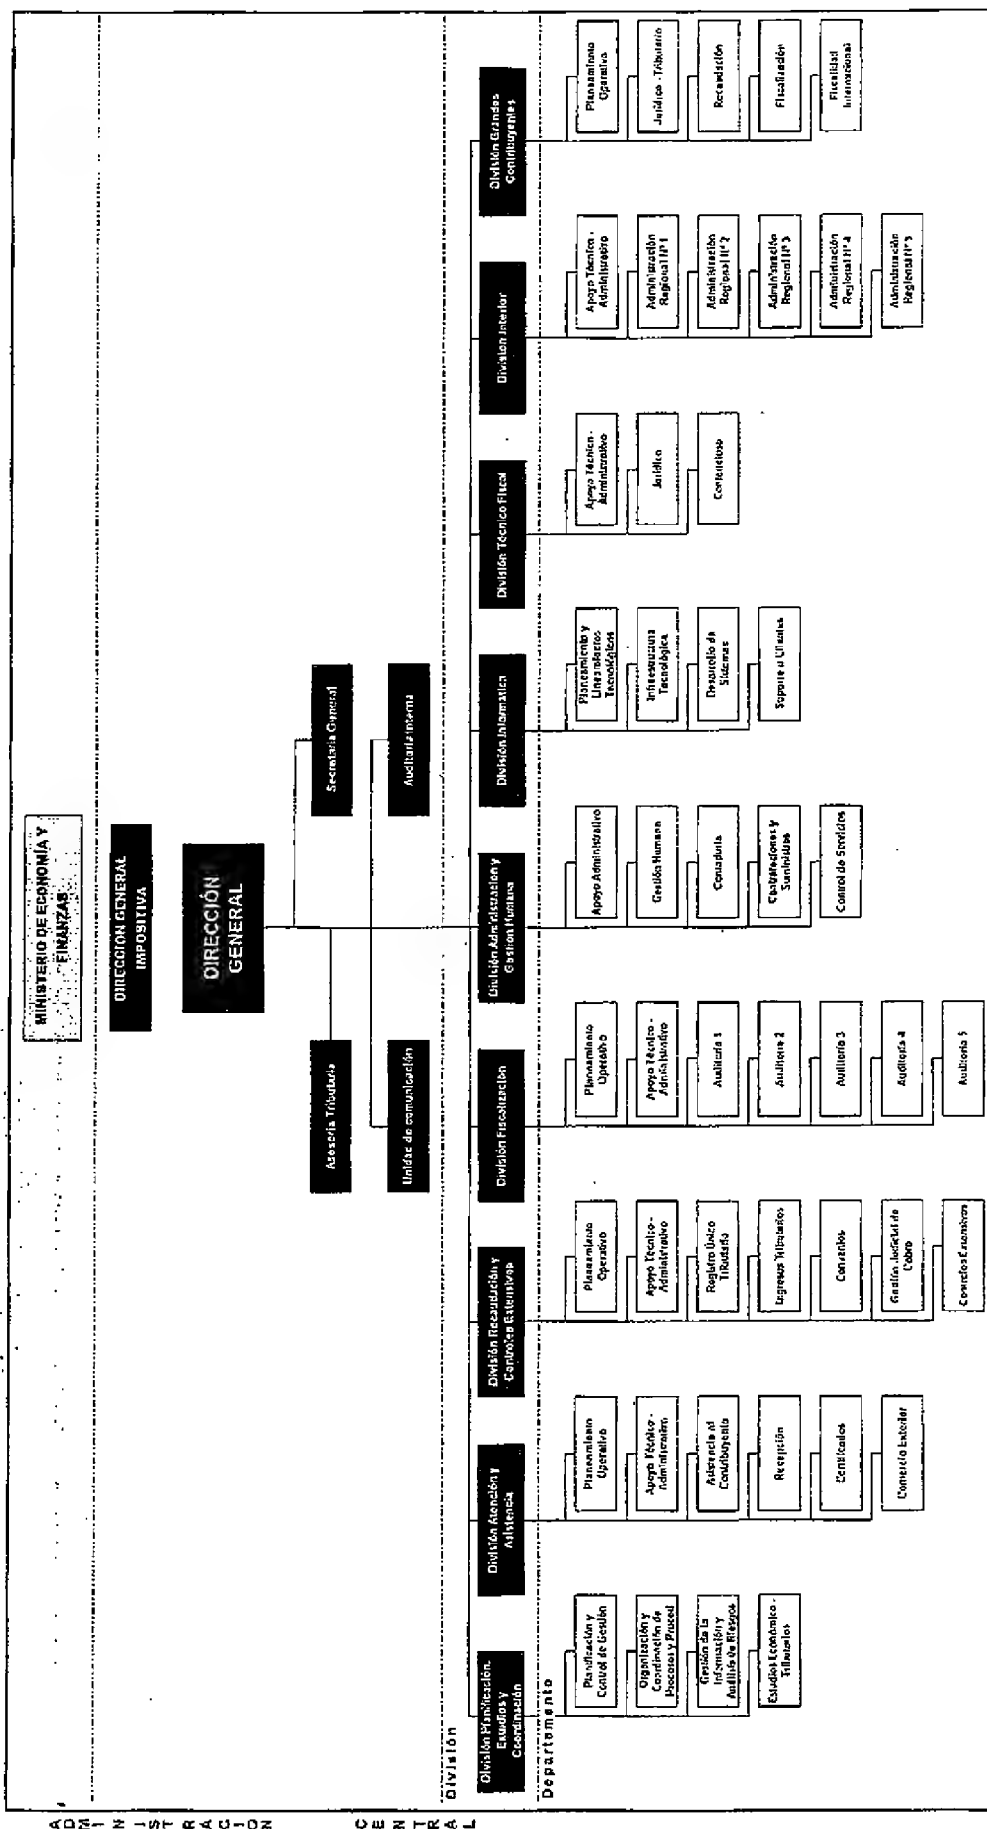 ADMINISTRACIÓN CENTRAL
MINISTERIO DE ECONOMÍA Y
FINANZAS
DIRECCIÓN GENERAL
IMPOSITIVA
DIRECCIÓN
GENERAL
Asesoría Tributaria
Secretaría General
Unidad de comunicación
Auditoría Interna
División
División Planificación,
Estudios y
Coordinación
División Atención y
Asistencia
División Recaudación y
Controles Extensivos
División Fiscalización
División Administración y
Gestión Humana
División Informática
División Técnico Fiscal
División Interior
División Grandes
Contribuyentes
Departamento
Planificación y
Control de Gestión
Organización y
Coordinación de
Procesos y Proced
Gestión de la
Información y
Análisis de Riesgos
Estudios Económico -
Tributarios
Planeamiento
Operativo
Apoyo Técnico -
Administrativo
Asistencia al
Contribuyente
Recepción
Certificados
Comercio Exterior
Planeamiento
Operativo
Apoyo Técnico -
Administrativo
Registro Único
Tributario
Ingresos Tributarios
Convenios
Gestión Judicial de
Cobro
Controles Extensivos
Planeamiento
Operativo
Apoyo Técnico -
Administrativo
Auditoría 1
Auditoría 2
Auditoría 3
Auditoría 4
Auditoría 5
Apoyo Administrativo
Gestión Humana
Contaduría
Contrataciones y
Suministros
Control de Servicios
Planeamiento y
Lineamientos
Tecnológicos
Infraestructura
Tecnológica
Desarrollo de
Sistemas
Soporte a Clientes
Apoyo Técnico -
Administrativo
Jurídico
Contencioso
Apoyo Técnico -
Administrativo
Administración
Regional N° 1
Administración
Regional N° 2
Administración
Regional N° 3
Administración
Regional N° 4
Administración
Regional N° 5
Planeamiento
Operativo
Jurídico - Tributario
Recaudación
Fiscalización
Fiscalidad
Internacional